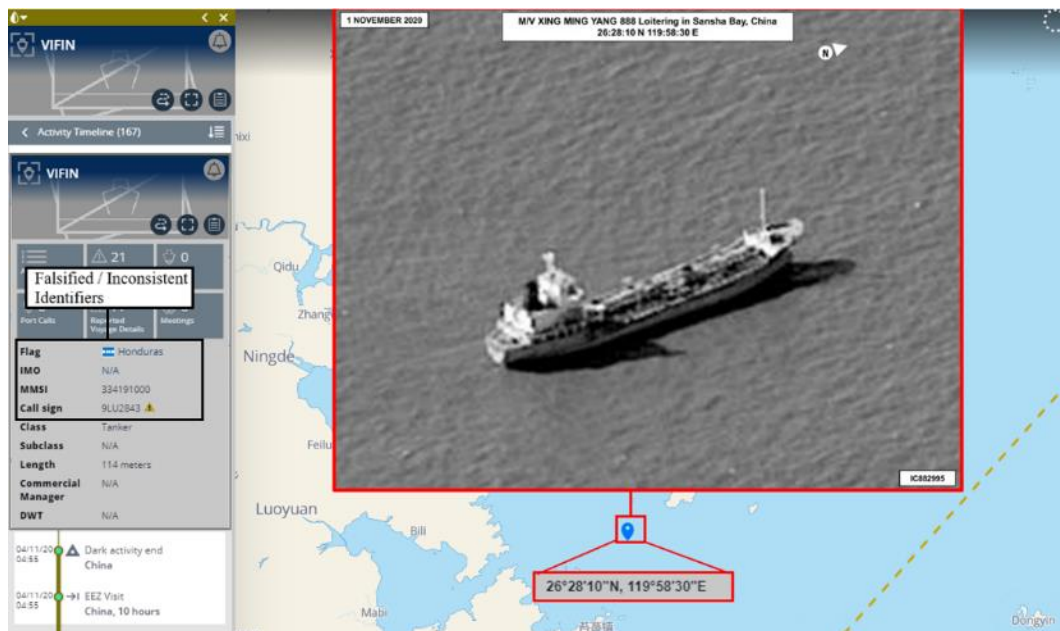 VIFIN
Activity Timeline (167)
VIFIN
21
0
Falsified / Inconsistent
Identifiers
Port Calls
Reported
Voyage Details
Meetings
Flag
Honduras
IMO
N/A
MMSI
334191000
Call sign
9LU2843
Class
Tanker
Subclass
N/A
Length
114 meters
Commercial
Manager
N/A
DWT
N/A
04/11/20
04:55
Dark activity end
China
04/11/20
04:55
EEZ Visit
China, 10 hours
1 NOVEMBER 2020
M/V XING MING YANG 888 Loitering in Sansha Bay, China
26:28:10 N 119:58:30 E
N
IC882995
Qidu
Ningde
Luoyuan
Bili
26°28'10"N, 119°58'30"E
Mabi
Dongyin